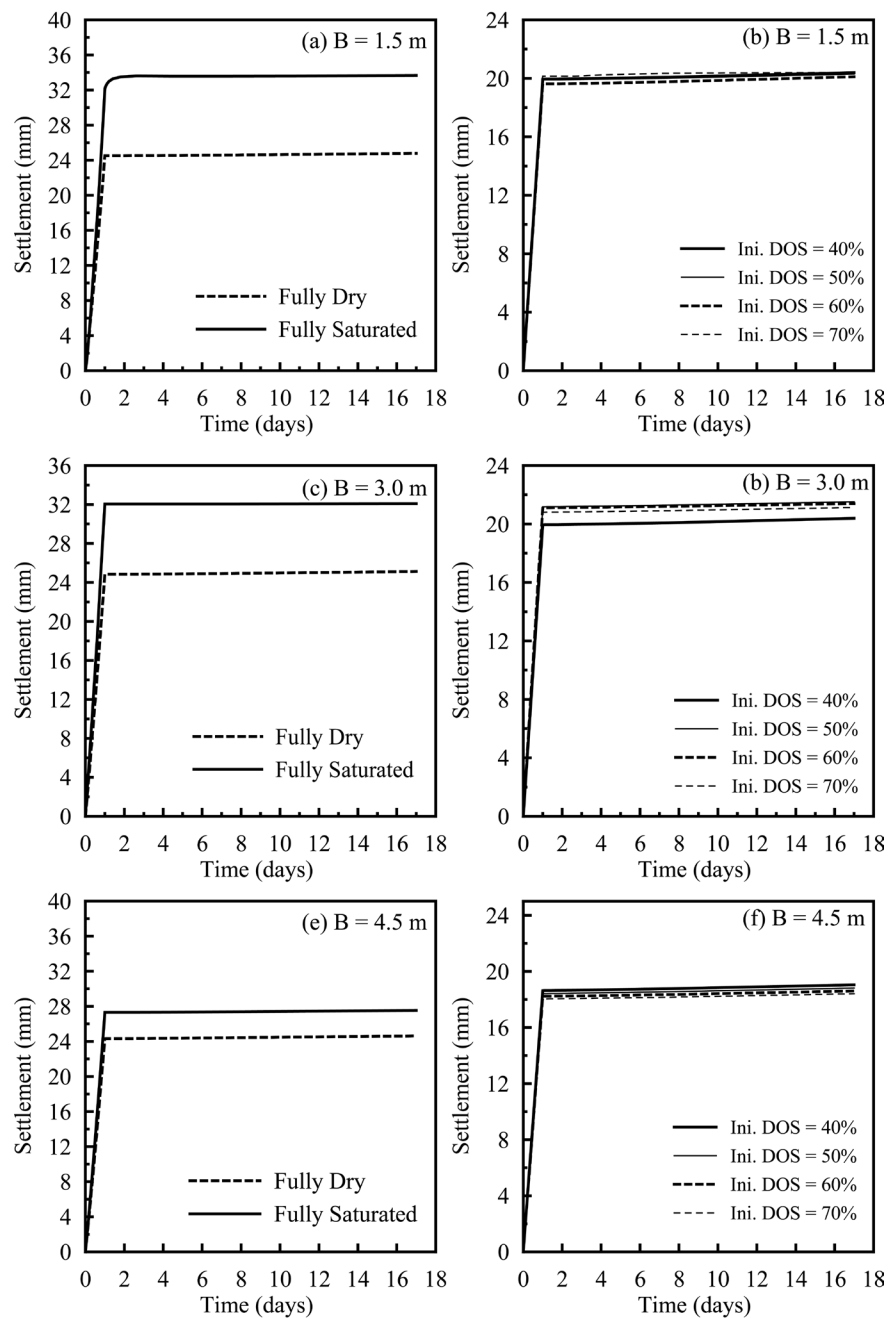 (a) B = 1.5 m
40
36
32
28
24
20
16
12
8
4
0
Settlement (mm)
Fully Dry
Fully Saturated
0 2 4 6 8 10 12 14 16 18
Time (days)
(b) B = 1.5 m
24
20
16
12
8
4
0
Settlement (mm)
Ini. DOS = 40%
Ini. DOS = 50%
Ini. DOS = 60%
Ini. DOS = 70%
0 2 4 6 8 10 12 14 16 18
Time (days)
(c) B = 3.0 m
36
32
28
24
20
16
12
8
4
0
Settlement (mm)
Fully Dry
Fully Saturated
0 2 4 6 8 10 12 14 16 18
Time (days)
(b) B = 3.0 m
24
20
16
12
8
4
0
Settlement (mm)
Ini. DOS = 40%
Ini. DOS = 50%
Ini. DOS = 60%
Ini. DOS = 70%
0 2 4 6 8 10 12 14 16 18
Time (days)
(e) B = 4.5 m
40
36
32
28
24
20
16
12
8
4
0
Settlement (mm)
Fully Dry
Fully Saturated
0 2 4 6 8 10 12 14 16 18
Time (days)
(f) B = 4.5 m
24
20
16
12
8
4
0
Settlement (mm)
Ini. DOS = 40%
Ini. DOS = 50%
Ini. DOS = 60%
Ini. DOS = 70%
0 2 4 6 8 10 12 14 16 18
Time (days)